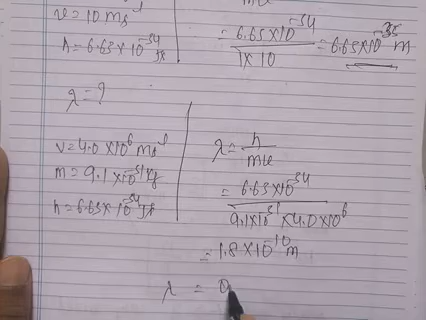 v=10 ms⁻¹
h=6.63×10⁻³⁴ Js
= 6.63×10⁻³⁴ / 1×10 = 6.63×10⁻³⁵ m
λ=?
v=4.0×10⁶ ms⁻¹
m=9.1×10⁻³¹ kg
h=6.63×10⁻³⁴ Js
λ= h / mu
= 6.63×10⁻³⁴ / 9.1×10⁻³¹ ×4.0×10⁶
=1.8×10⁻¹⁰ m
λ = 0